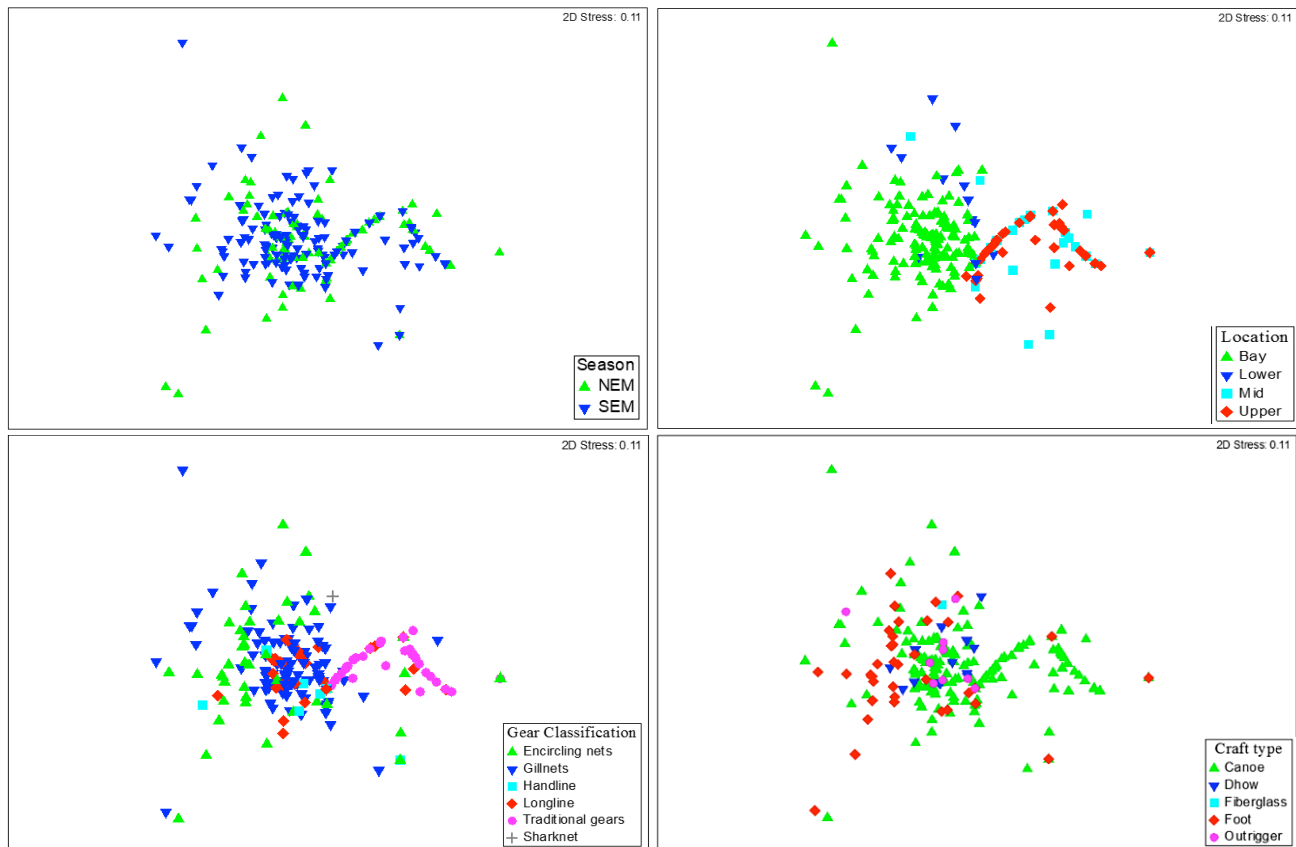 2D Stress: 0.11
Season
NEM
SEM
2D Stress: 0.11
Location
Bay
Lower
Mid
Upper
2D Stress: 0.11
Gear Classification
Encircling nets
Gillnets
Handline
Longline
Traditional gears
Sharknet
2D Stress: 0.11
Craft type
Canoe
Dhow
Fiberglass
Foot
Outrigger